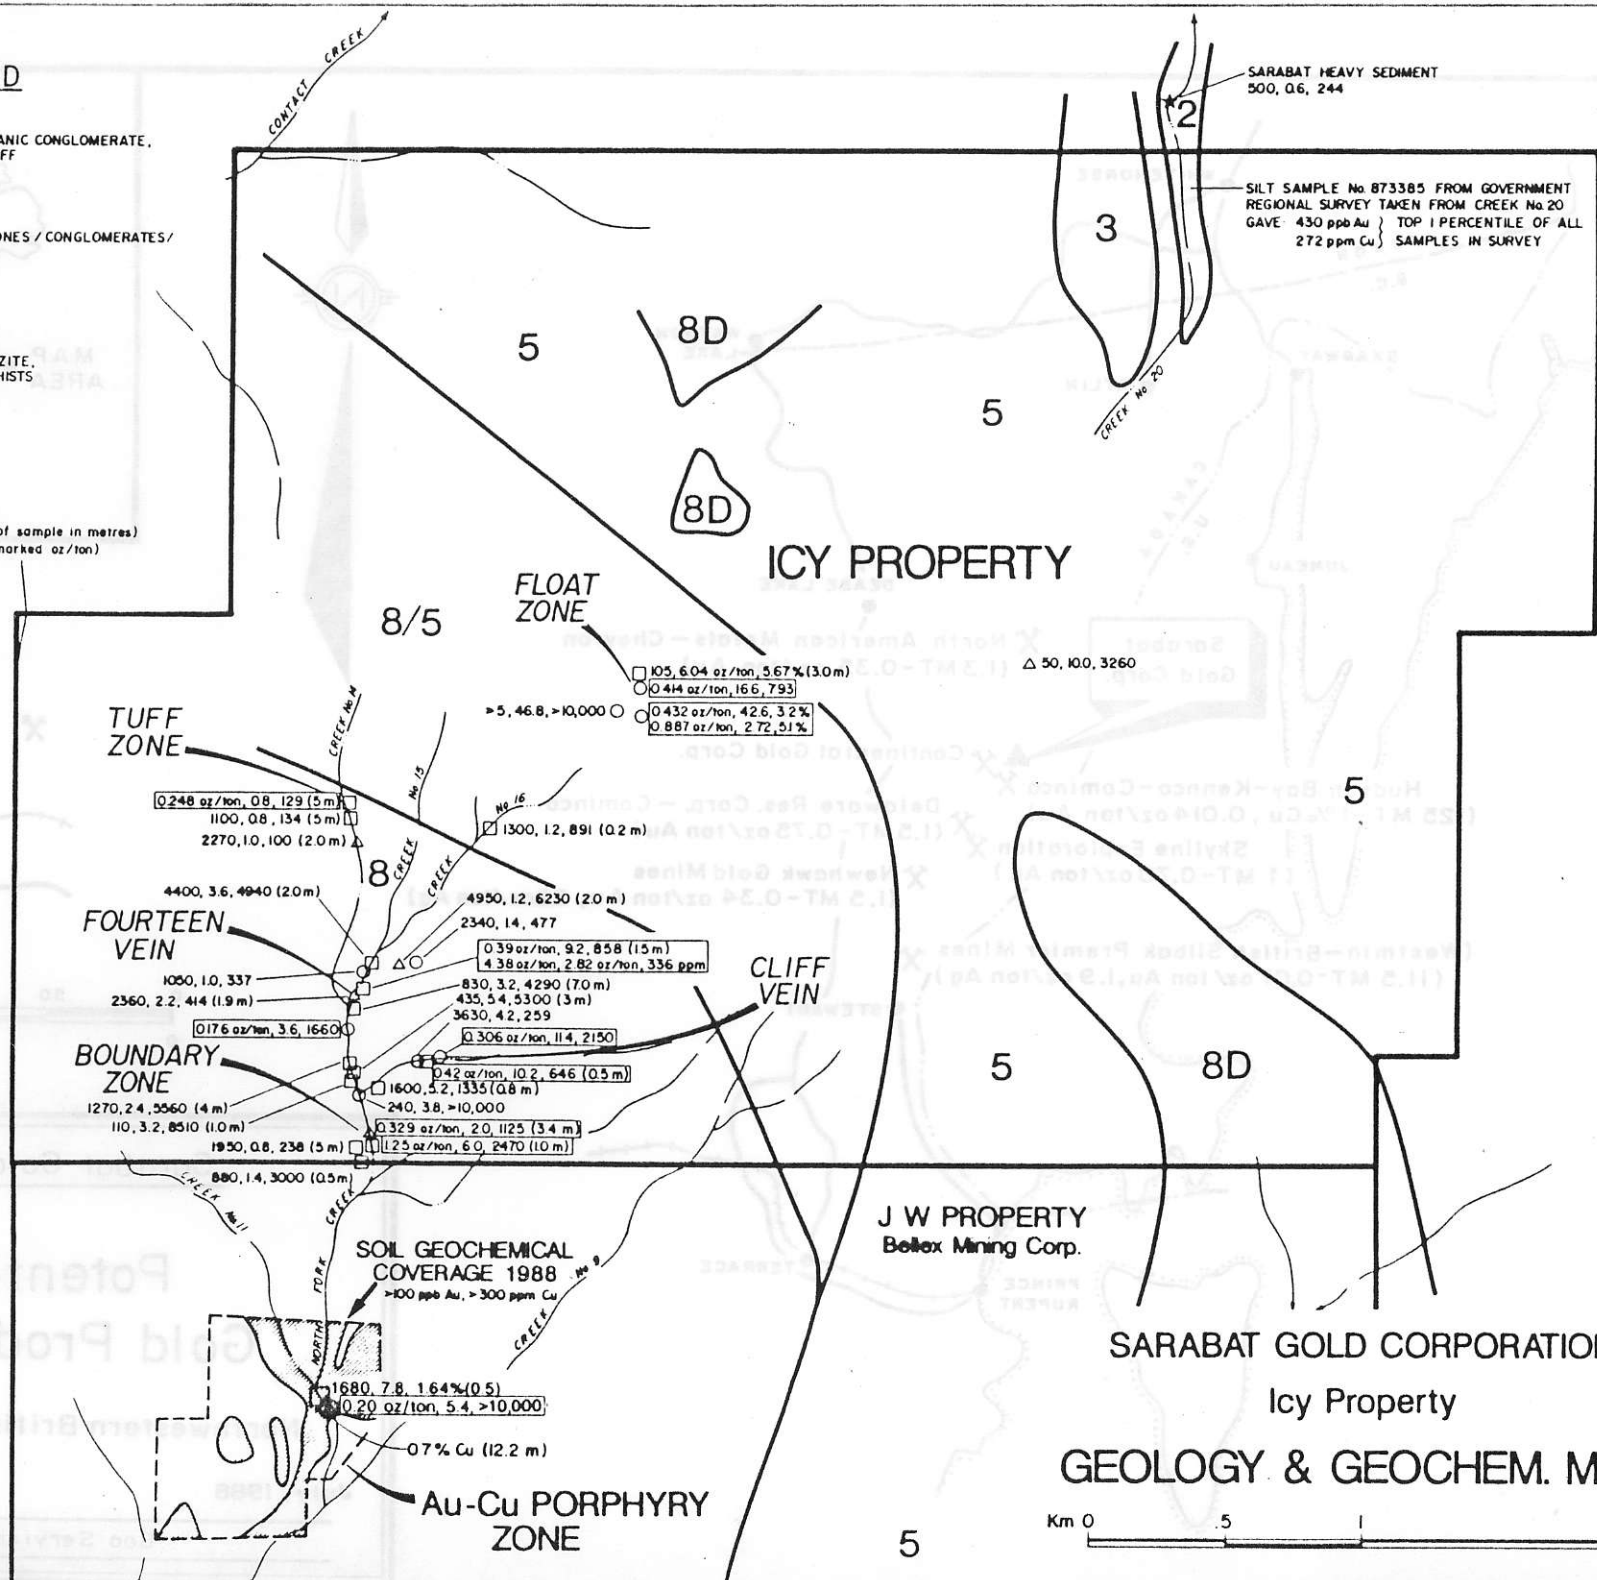 D
ANIC CONGLOMERATE,
FF
ONES / CONGLOMERATES /
ZITE,
HISTS
of sample in metres)
marked oz/ton)
CONTACT CREEK
SARABAT HEAVY SEDIMENT
500, 0.6, 244
2
SILT SAMPLE No. 873385 FROM GOVERNMENT
REGIONAL SURVEY TAKEN FROM CREEK No. 20
GAVE: 430 ppb Au } TOP 1 PERCENTILE OF ALL
272 ppm Cu } SAMPLES IN SURVEY
3
5
8D
5
CREEK No 20
8D
ICY PROPERTY
FLOAT
ZONE
8/5
105, 6.04 oz/ton, 5.67% (3.0 m)
0.414 oz/ton, 16.6, 793
>5, 46.8, >10,000
0.432 oz/ton, 42.6, 3.2%
0.887 oz/ton, 2.72, 5.1%
50, 10.0, 3260
CREEK No 14
TUFF
ZONE
CREEK No 15
CREEK No 16
0.248 oz/ton, 0.8, 129 (5 m)
1100, 0.8, 134 (5 m)
2270, 1.0, 100 (2.0 m)
1300, 1.2, 891 (0.2 m)
5
8
4400, 3.6, 4940 (2.0 m)
4950, 1.2, 6230 (2.0 m)
2340, 1.4, 477
FOURTEEN
VEIN
0.39 oz/ton, 9.2, 858 (1.5 m)
4.38 oz/ton, 2.82 oz/ton, 336 ppm
1050, 1.0, 337
830, 3.2, 4290 (7.0 m)
2360, 2.2, 414 (1.9 m)
435, 5.4, 5300 (3 m)
3630, 4.2, 259
0.176 oz/ton, 3.6, 1660
0.306 oz/ton, 11.4, 2150
CLIFF
VEIN
BOUNDARY
ZONE
0.42 oz/ton, 10.2, 646 (0.5 m)
1600, 5.2, 1335 (0.8 m)
1270, 2.4, 5560 (4 m)
240, 3.8, >10,000
110, 3.2, 8510 (1.0 m)
0.329 oz/ton, 2.0, 1125 (3.4 m)
1950, 0.8, 238 (5 m)
1.25 oz/ton, 6.0, 2470 (1.0 m)
880, 1.4, 3000 (0.5 m)
5
8D
CREEK No. 11
NORTH FORK CREEK
CREEK No 9
J W PROPERTY
Bellex Mining Corp.
SOIL GEOCHEMICAL
COVERAGE 1988
>100 ppb Au, >300 ppm Cu
1680, 7.8, 1.64% (0.5)
0.20 oz/ton, 5.4, >10,000
0.7% Cu (12.2 m)
Au-Cu PORPHYRY
ZONE
5
SARABAT GOLD CORPORATIO
Icy Property
GEOLOGY & GEOCHEM. M
Km 0 .5 1